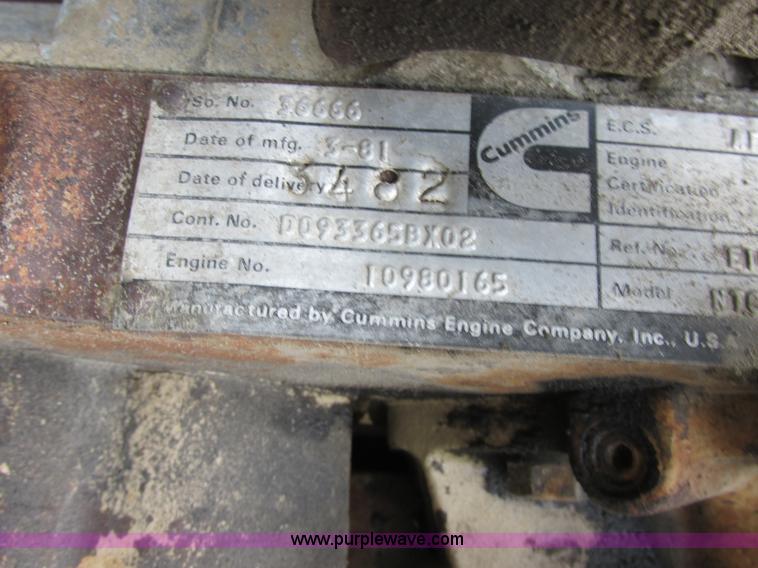 So. No. 36666
Date of mfg. 3-81
Date of delivery 3482
Cont. No. D093365BX02
Engine No. 10980165
Cummins
E.C.S.
Engine
Certification
Identification
Ref. No.
Model
Manufactured by Cummins Engine Company, Inc., U.S.
www.purplewave.com